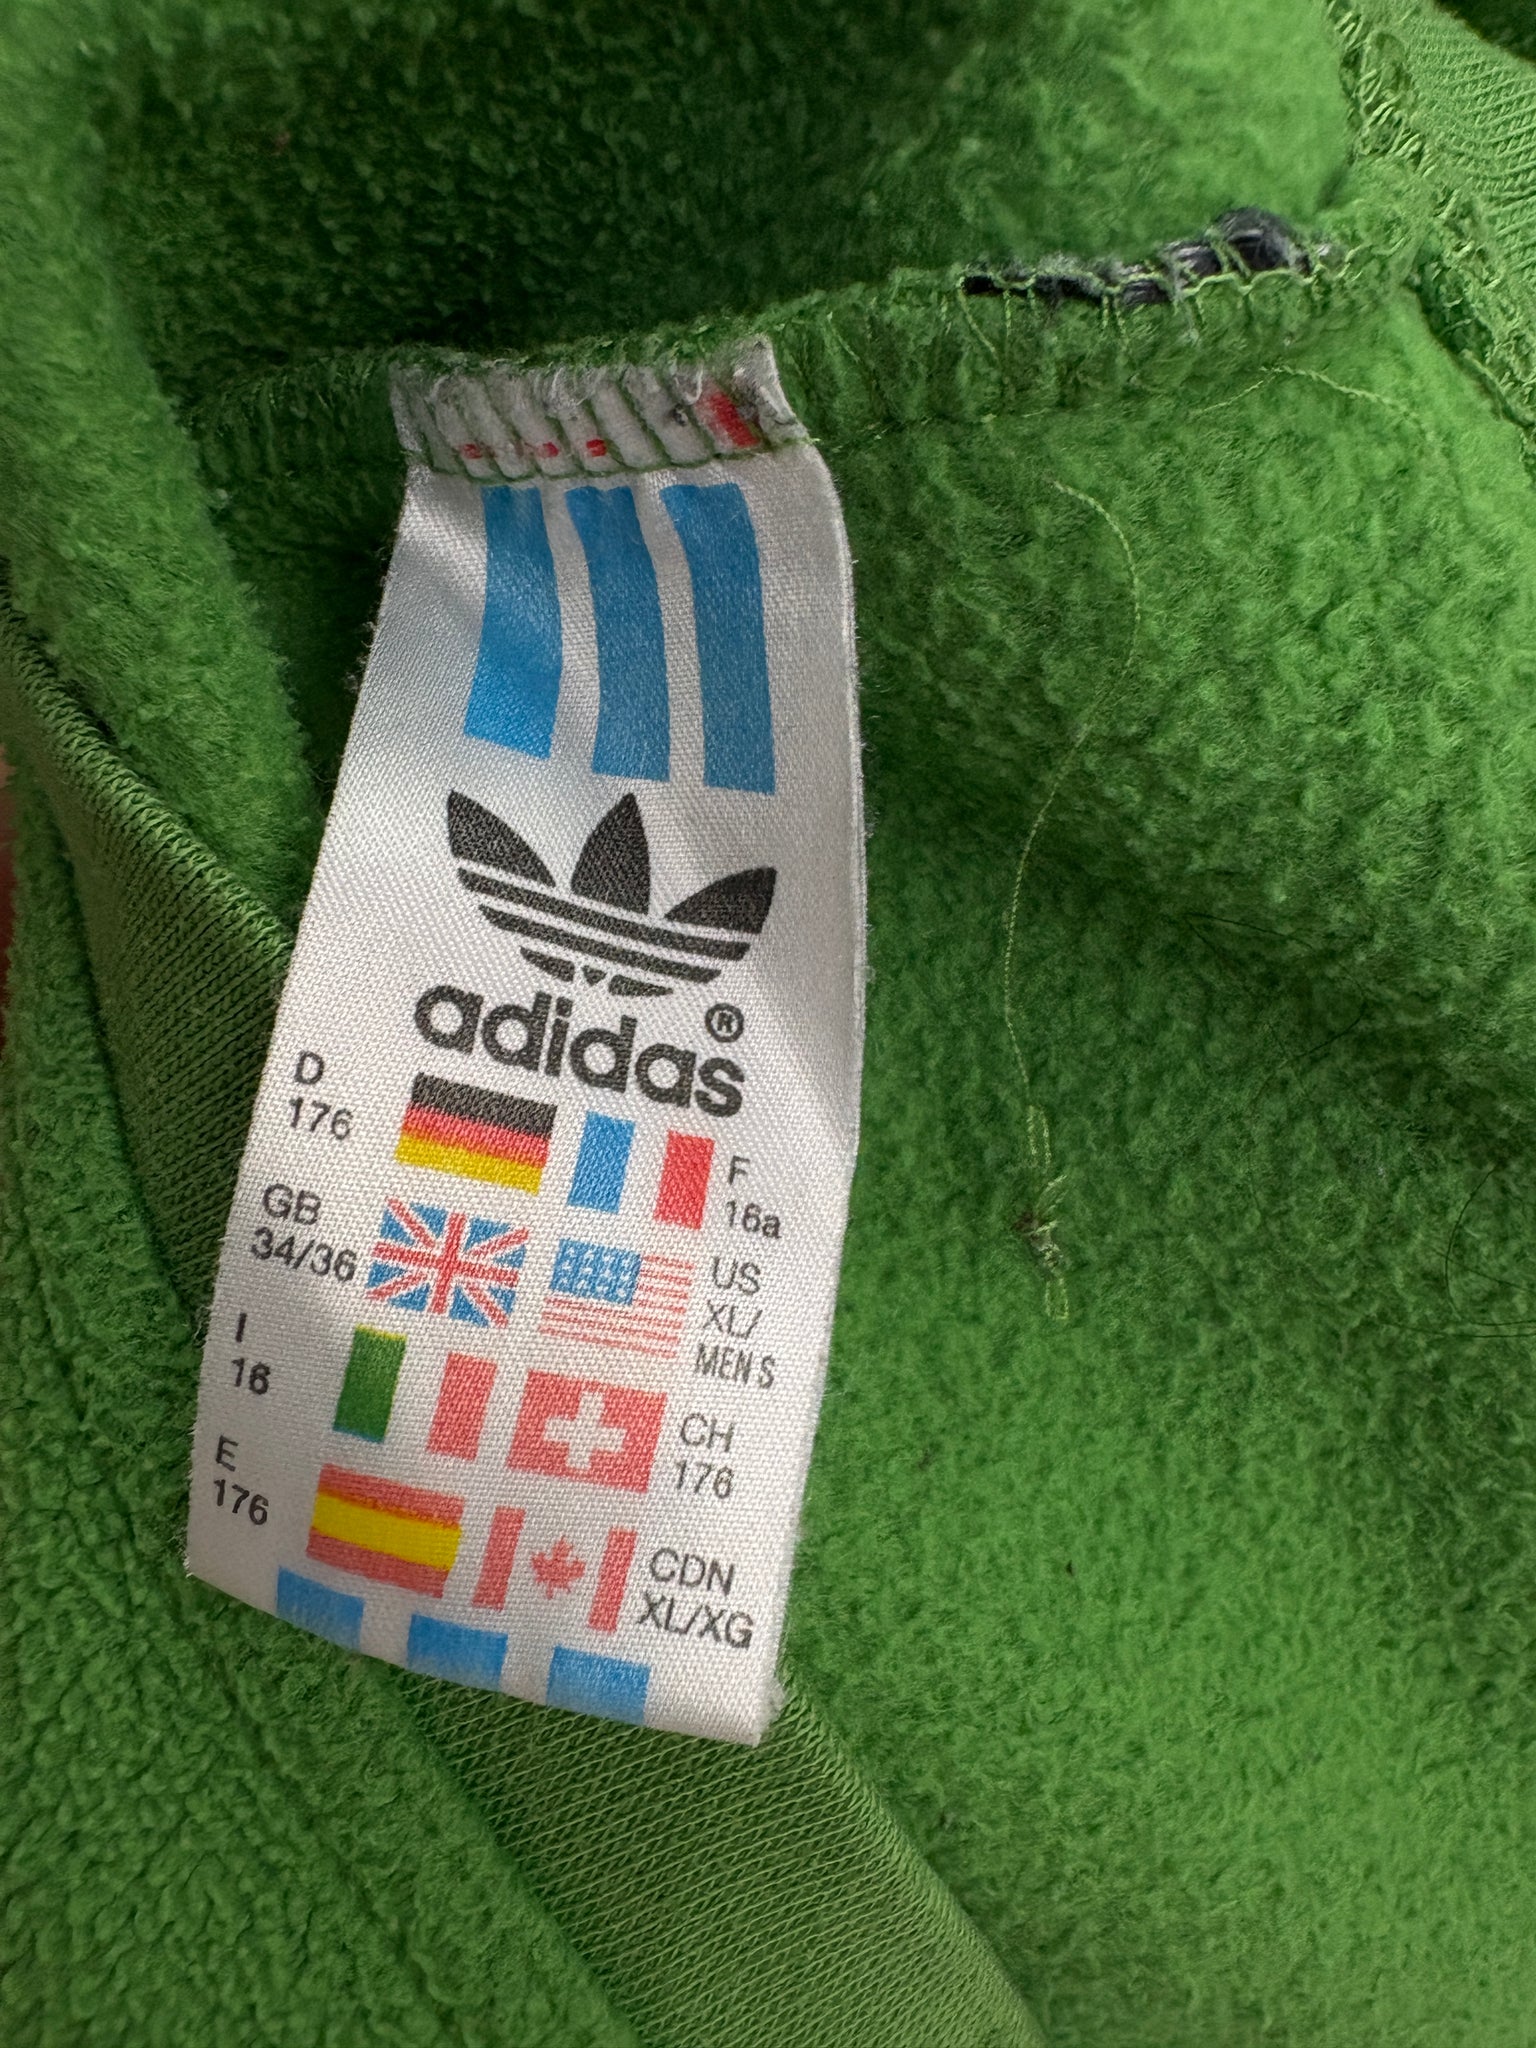 adidas®
D
176
F
16a
GB
34/36
US
XL/
MEN S
I
16
CH
176
E
176
CDN
XL/XG